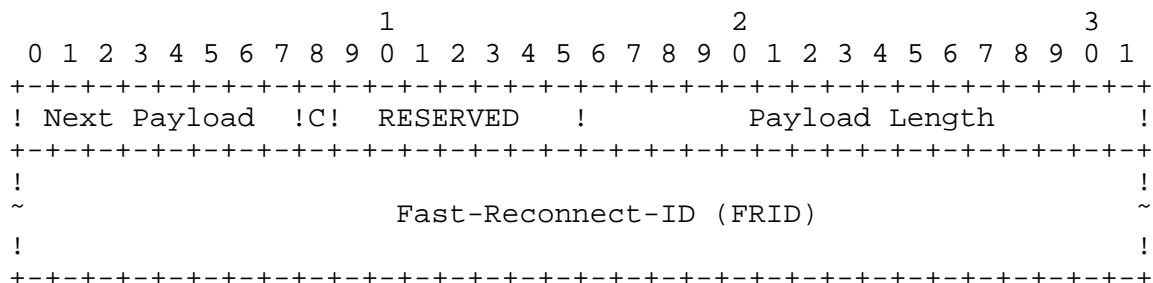 1                   2                   3
 0 1 2 3 4 5 6 7 8 9 0 1 2 3 4 5 6 7 8 9 0 1 2 3 4 5 6 7 8 9 0 1
+-+-+-+-+-+-+-+-+-+-+-+-+-+-+-+-+-+-+-+-+-+-+-+-+-+-+-+-+-+-+-+-+
! Next Payload  !C!  RESERVED   !         Payload Length        !
+-+-+-+-+-+-+-+-+-+-+-+-+-+-+-+-+-+-+-+-+-+-+-+-+-+-+-+-+-+-+-+-+
!                                                               !
~                     Fast-Reconnect-ID (FRID)                  ~
!                                                               !
+-+-+-+-+-+-+-+-+-+-+-+-+-+-+-+-+-+-+-+-+-+-+-+-+-+-+-+-+-+-+-+-+